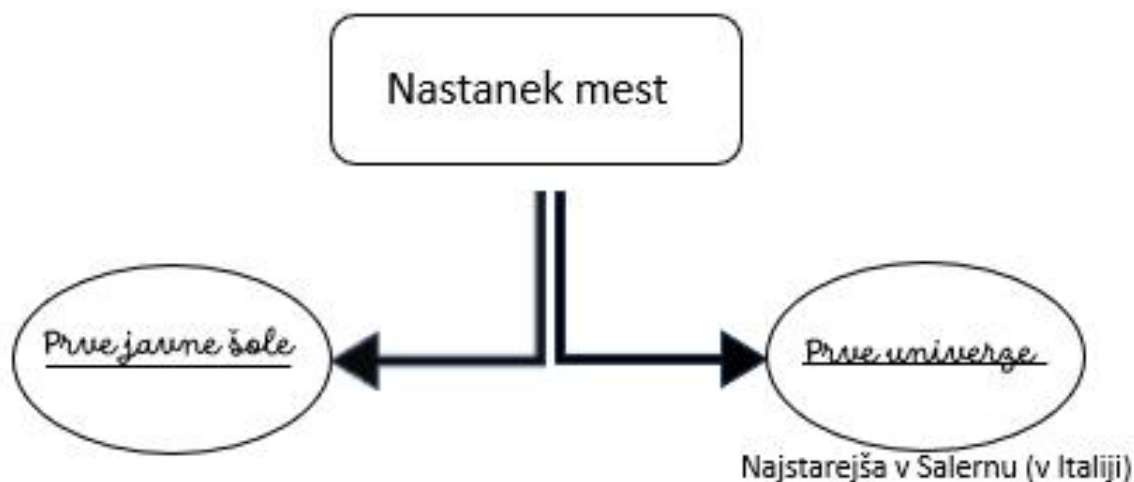 Nastanek mest
Prve javne šole
Prve univerze
Najstarejša v Salernu (v Italiji)